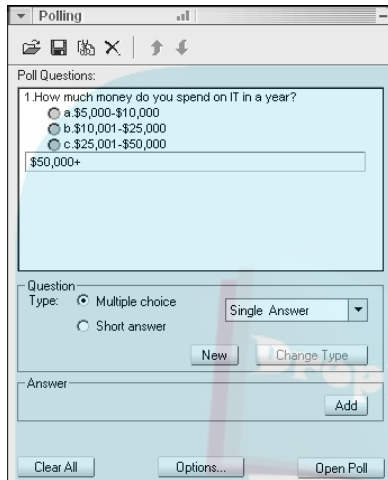 Polling
Poll Questions:
1.How much money do you spend on IT in a year?
a.$5,000-$10,000
b.$10,001-$25,000
c.$25,001-$50,000
$50,000+
Question
Type: Multiple choice
Single Answer
Short answer
New Change Type
Answer
Add
Clear All Options... Open Poll
Drop